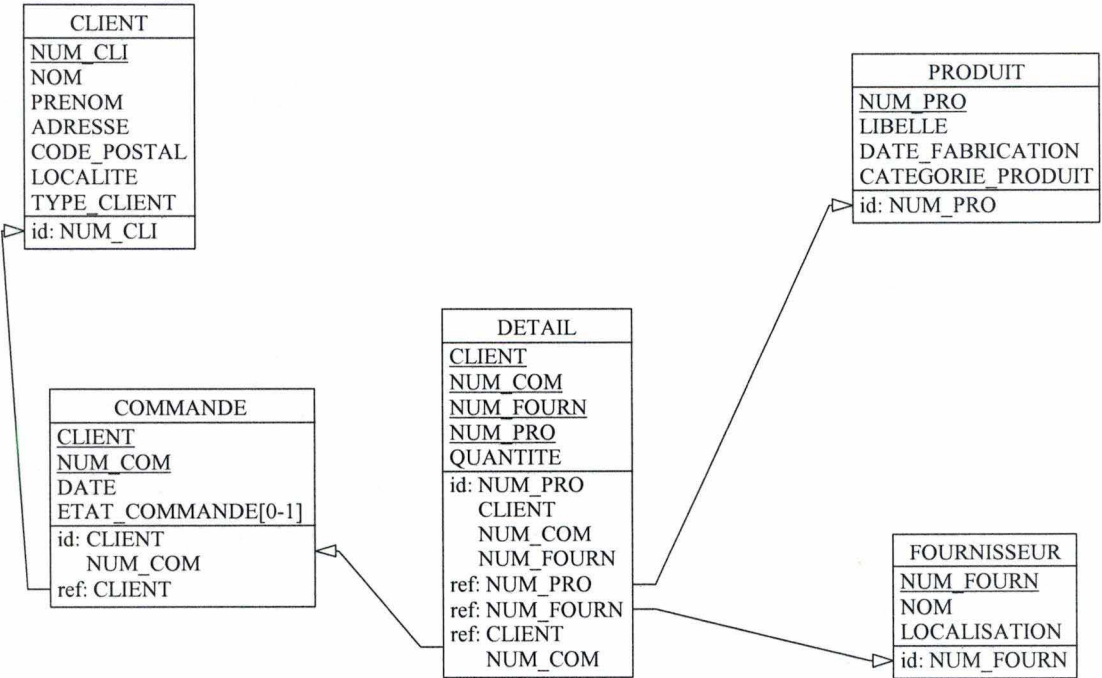 CLIENT
NUM_CLI
NOM
PRENOM
ADRESSE
CODE_POSTAL
LOCALITE
TYPE_CLIENT
id: NUM_CLI
PRODUIT
NUM_PRO
LIBELLE
DATE_FABRICATION
CATEGORIE_PRODUIT
id: NUM_PRO
COMMANDE
CLIENT
NUM_COM
DATE
ETAT_COMMANDE[0-1]
id: CLIENT
NUM_COM
ref: CLIENT
DETAIL
CLIENT
NUM_COM
NUM_FOURN
NUM_PRO
QUANTITE
id: NUM_PRO
CLIENT
NUM_COM
NUM_FOURN
ref: NUM_PRO
ref: NUM_FOURN
ref: CLIENT
NUM_COM
FOURNISSEUR
NUM_FOURN
NOM
LOCALISATION
id: NUM_FOURN